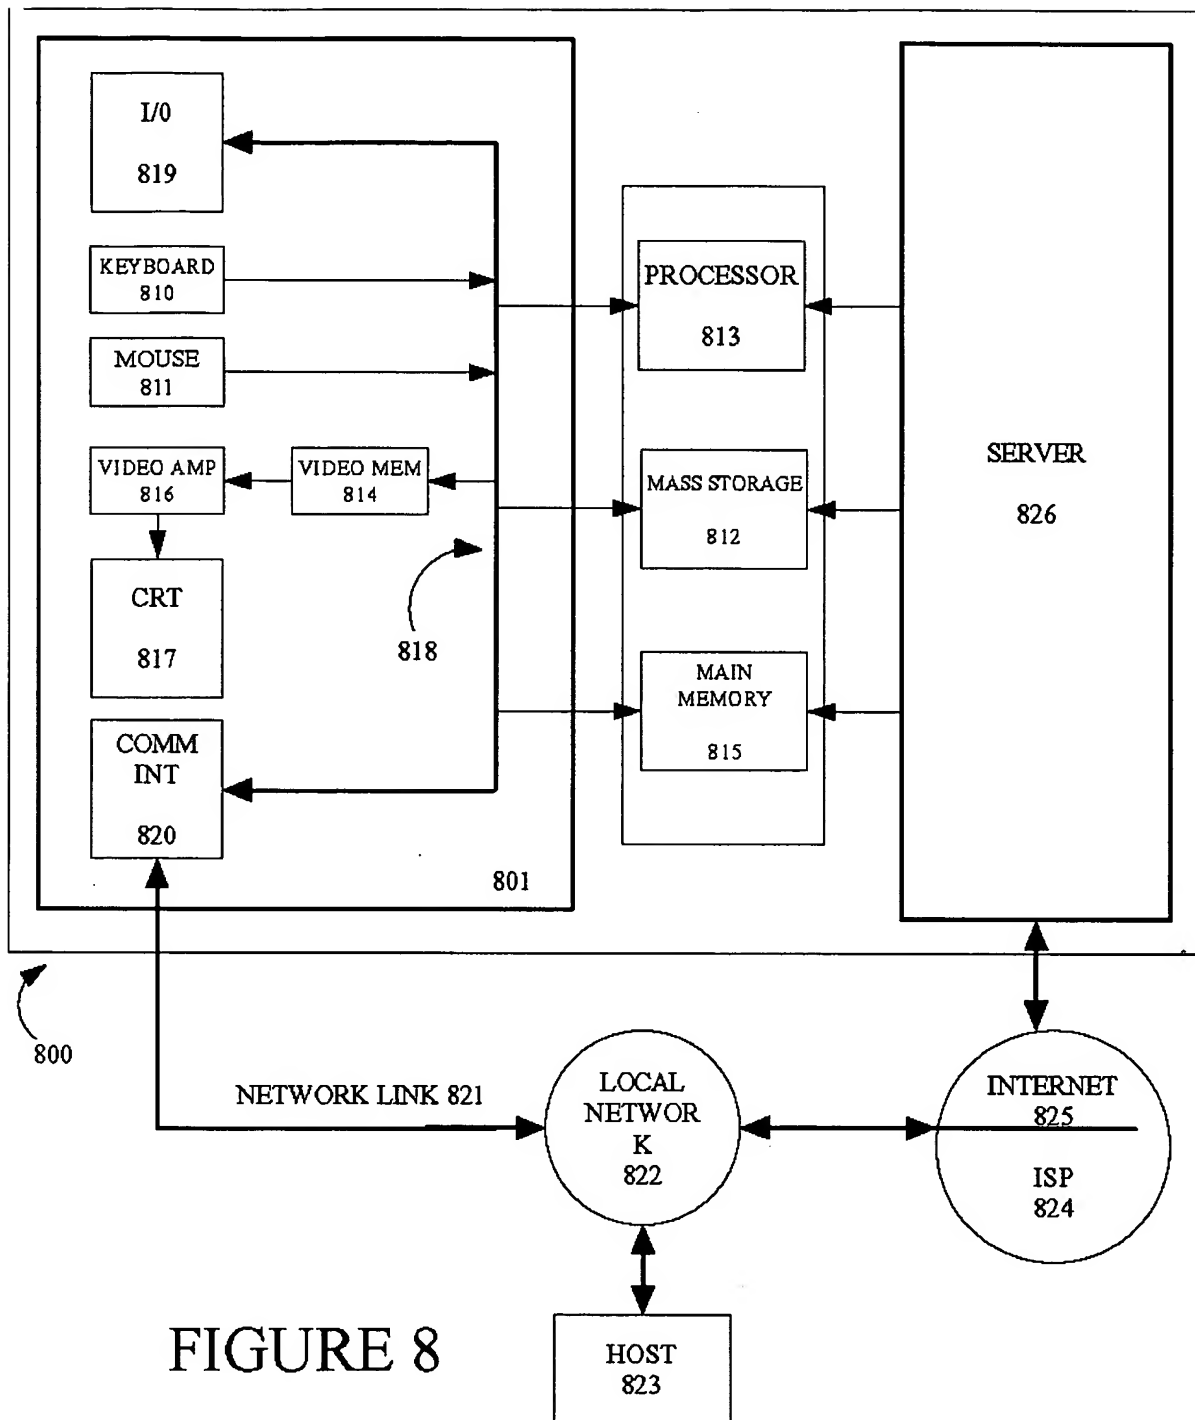 I/0
819
KEYBOARD
810
MOUSE
811
VIDEO AMP
816
VIDEO MEM
814
CRT
817
818
COMM
INT
820
801
PROCESSOR
813
MASS STORAGE
812
MAIN
MEMORY
815
SERVER
826
800
NETWORK LINK 821
LOCAL
NETWOR
K
822
INTERNET
825
ISP
824
HOST
823
FIGURE 8